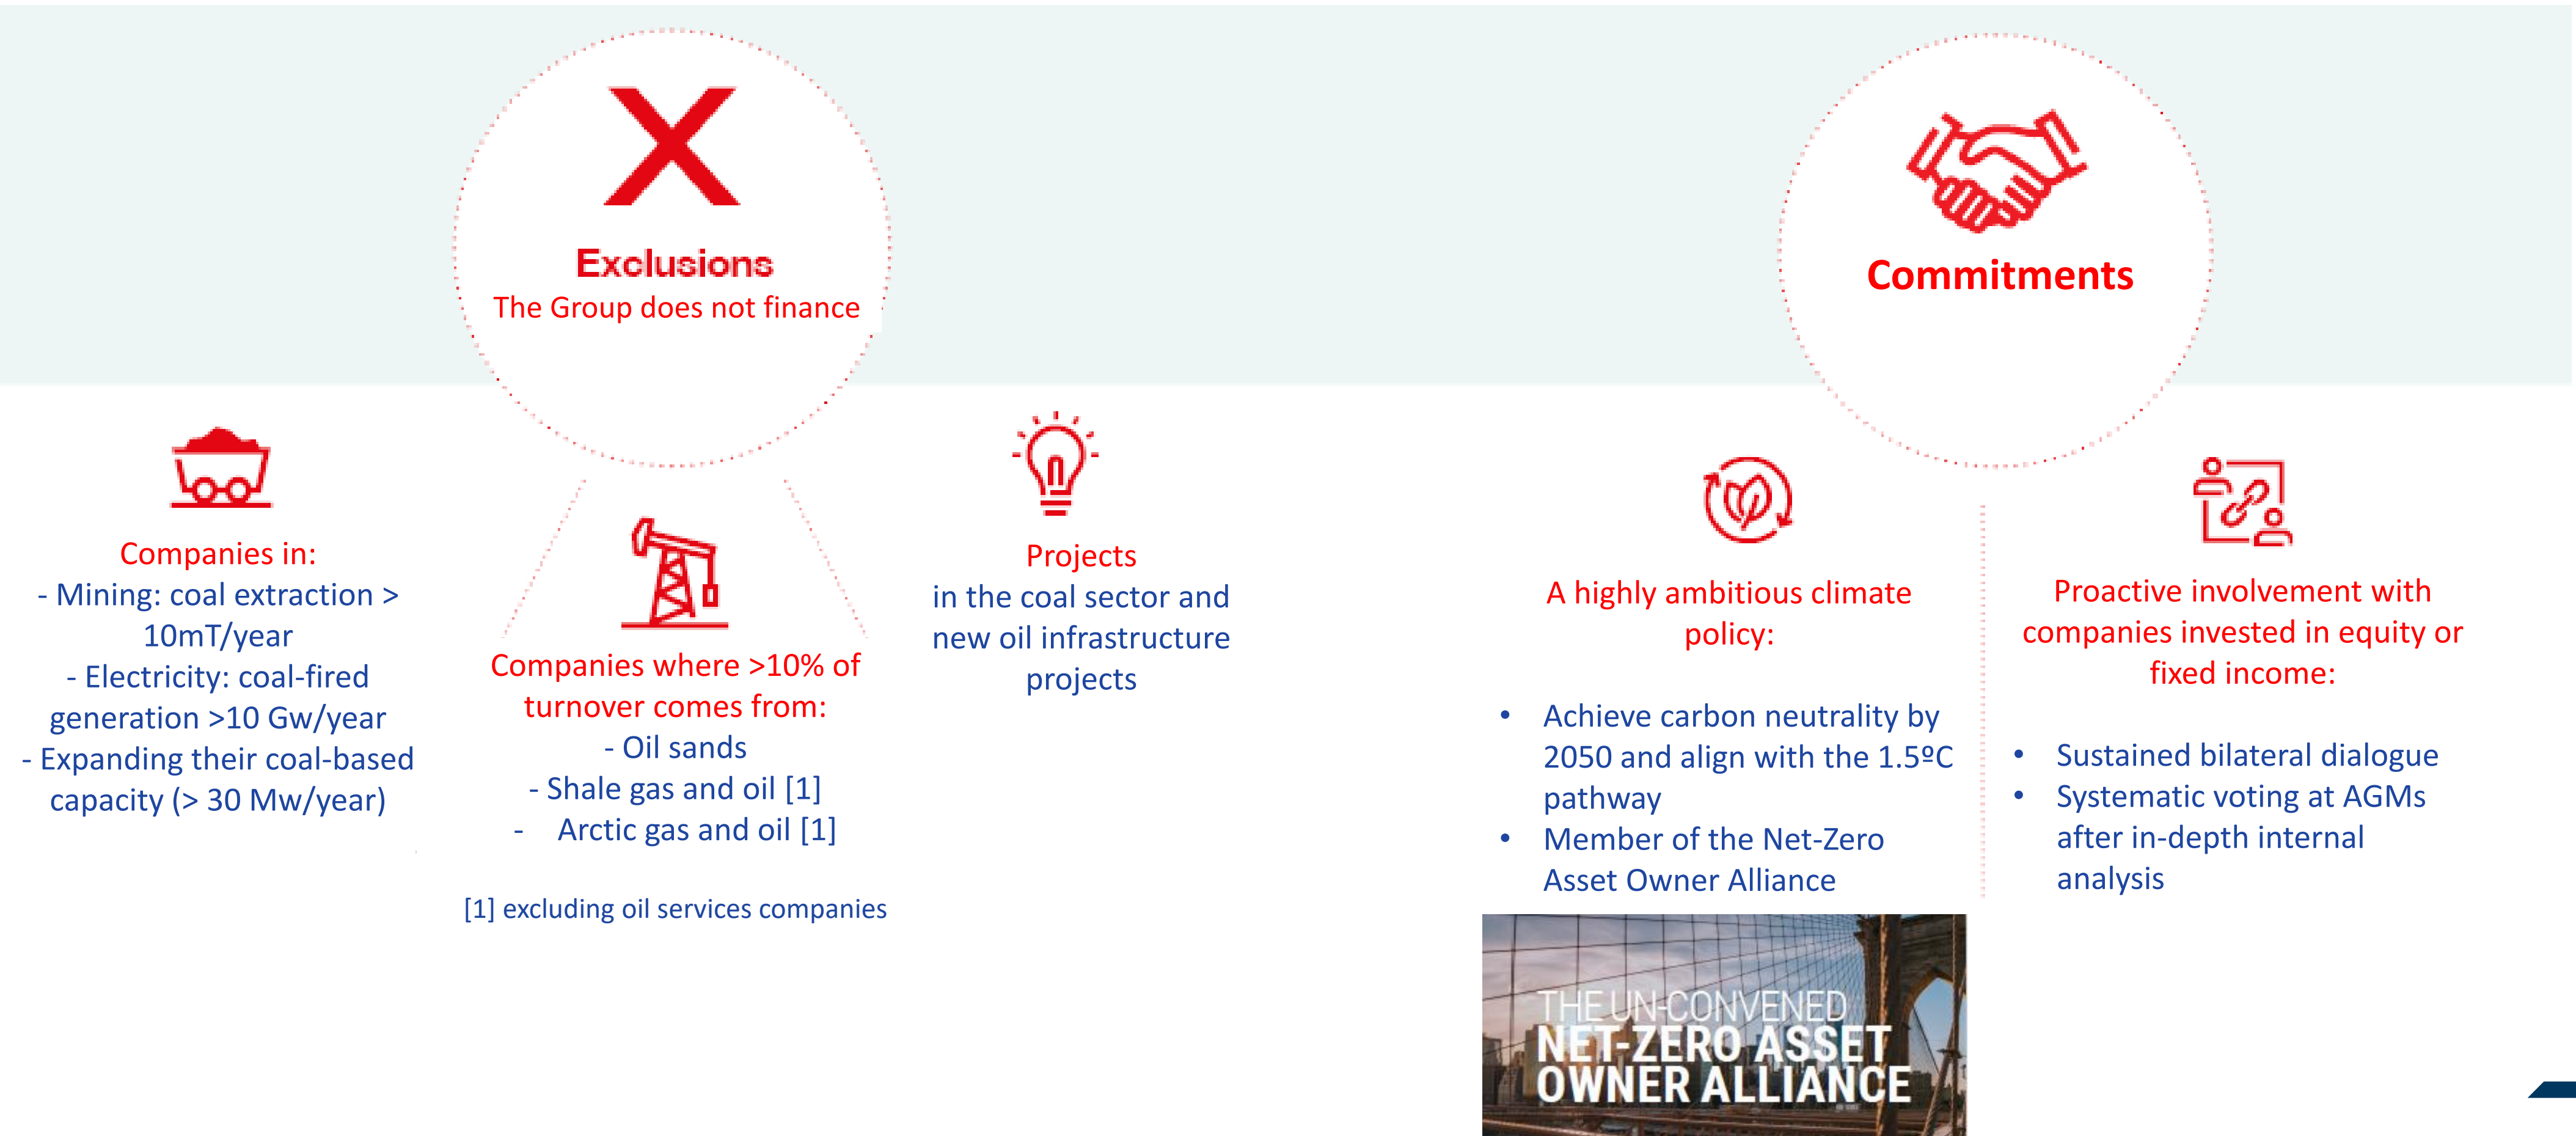 Exclusions
The Group does not finance
Companies in:
- Mining: coal extraction >
10mT/year
- Electricity: coal-fired
generation >10 Gw/year
- Expanding their coal-based
capacity (> 30 Mw/year)
Companies where >10% of
turnover comes from:
- Oil sands
- Shale gas and oil [1]
- Arctic gas and oil [1]
[1] excluding oil services companies
Projects
in the coal sector and
new oil infrastructure
projects
Commitments
A highly ambitious climate
policy:
• Achieve carbon neutrality by
2050 and align with the 1.5ºC
pathway
• Member of the Net-Zero
Asset Owner Alliance
THE UN-CONVENED
NET-ZERO ASSET
OWNER ALLIANCE
Proactive involvement with
companies invested in equity or
fixed income:
• Sustained bilateral dialogue
• Systematic voting at AGMs
after in-depth internal
analysis